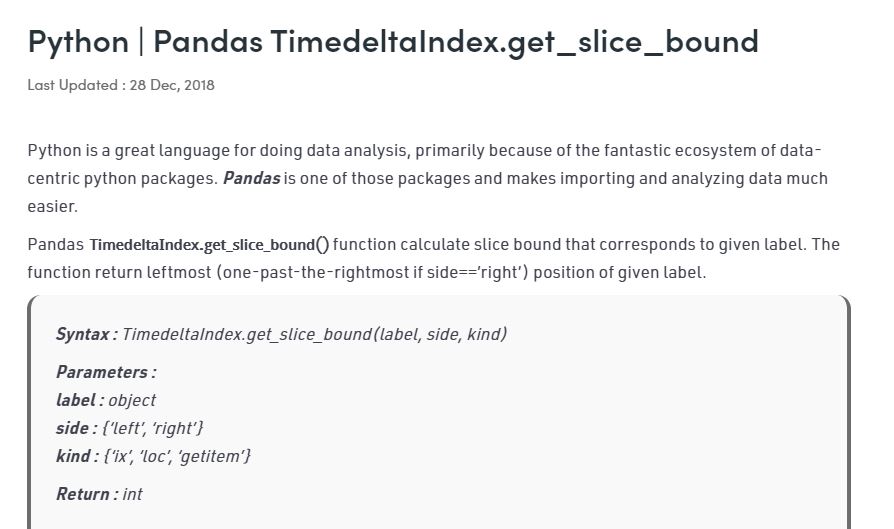 Python | Pandas TimedeltaIndex.get_slice_bound
Last Updated : 28 Dec, 2018
Python is a great language for doing data analysis, primarily because of the fantastic ecosystem of data-
centric python packages. Pandas is one of those packages and makes importing and analyzing data much
easier.
Pandas TimedeltaIndex.get_slice_bound() function calculate slice bound that corresponds to given label. The
function return leftmost (one-past-the-rightmost if side=='right') position of given label.
Syntax : TimedeltaIndex.get_slice_bound(label, side, kind)
Parameters :
label : object
side : {'left', 'right'}
kind : {'ix', 'loc', 'getitem'}
Return : int